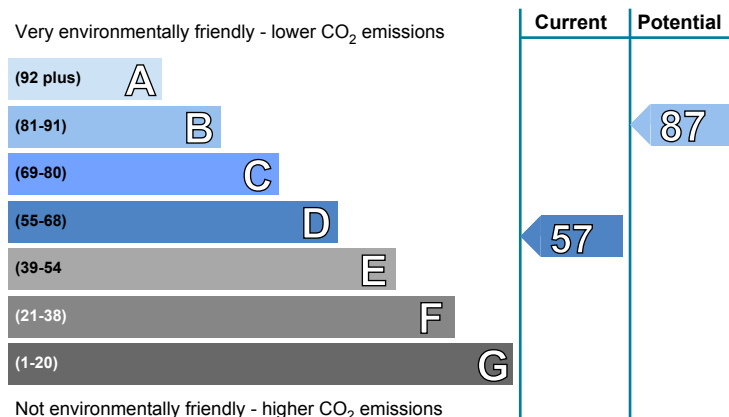 Current Potential
Very environmentally friendly - lower CO₂ emissions
(92 plus) A
(81-91) B 87
(69-80) C
(55-68) D 57
(39-54 E
(21-38) F
(1-20) G
Not environmentally friendly - higher CO₂ emissions